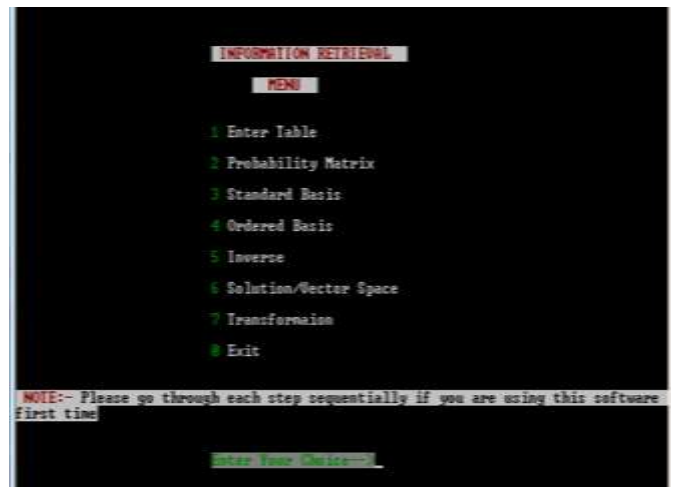 INFORMATION RETRIEVAL
MENU
1 Enter Table
2 Probability Matrix
3 Standard Basis
4 Ordered Basis
5 Inverse
6 Solution/Vector Space
7 Transformaion
8 Exit
NOTE:- Please go through each step sequentially if you are using this software
first time
Enter Your Choice-->